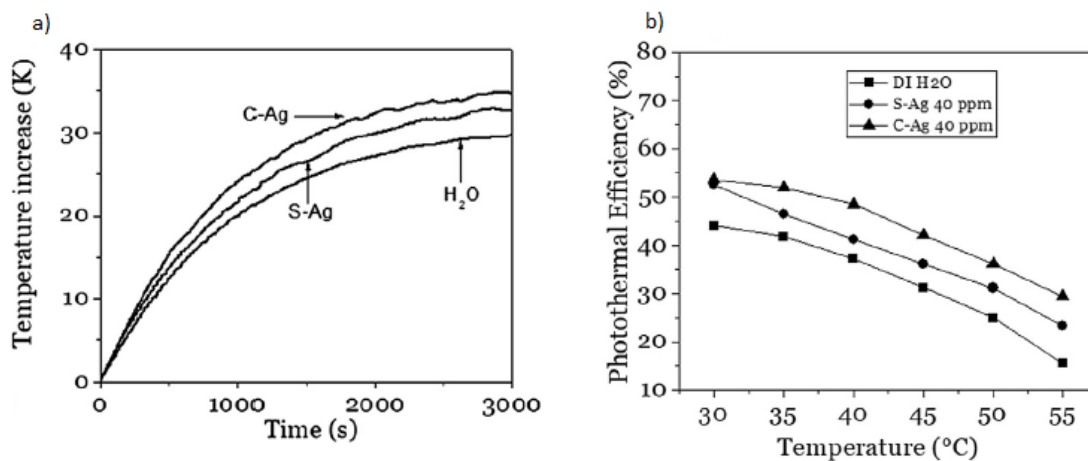 a)
Temperature increase (K)
40
30
20
10
0
C-Ag
S-Ag
H₂O
0 1000 2000 3000
Time (s)
b)
Photothermal Efficiency (%)
80
70
60
50
40
30
20
10
DI H2O
S-Ag 40 ppm
C-Ag 40 ppm
30 35 40 45 50 55
Temperature (°C)